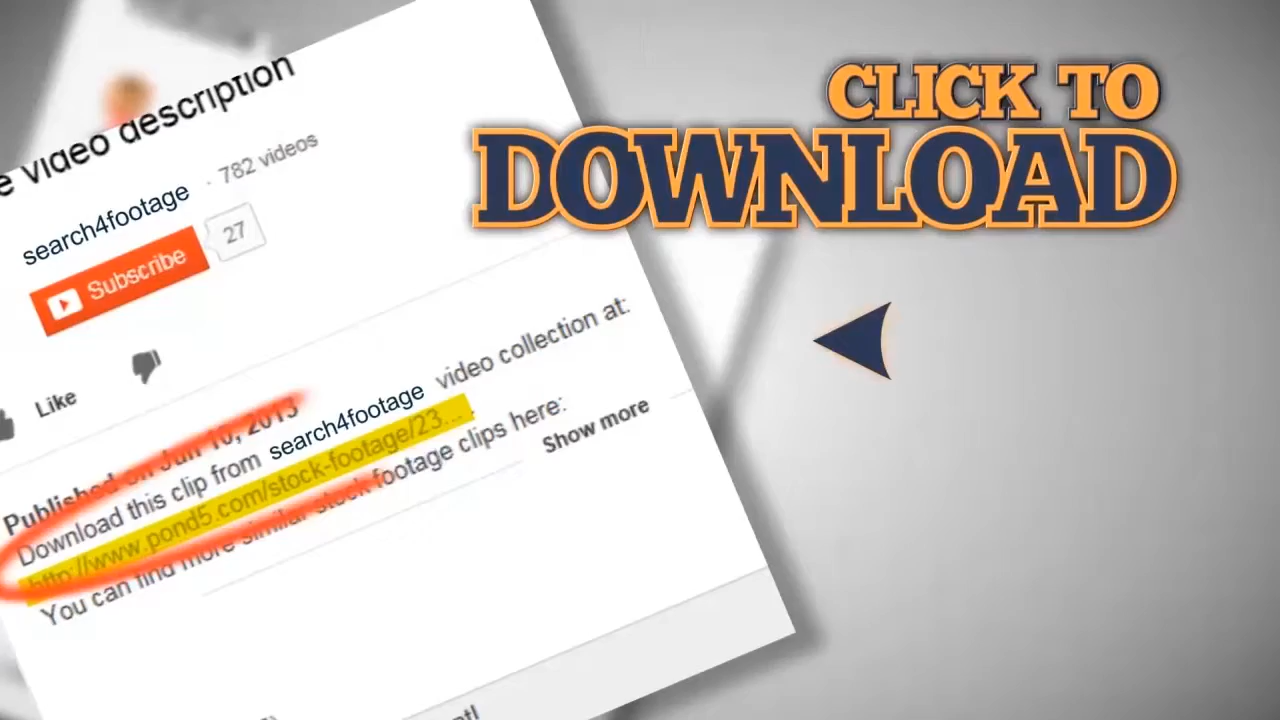 CLICK TO
DOWNLOAD
e video description
search4footage · 782 videos
Subscribe 27
Like
Published on Jun 10, 2013
Download this clip from search4footage video collection at:
http://www.pond5.com/stock-footage/23...
You can find more similar stock footage clips here:
Show more